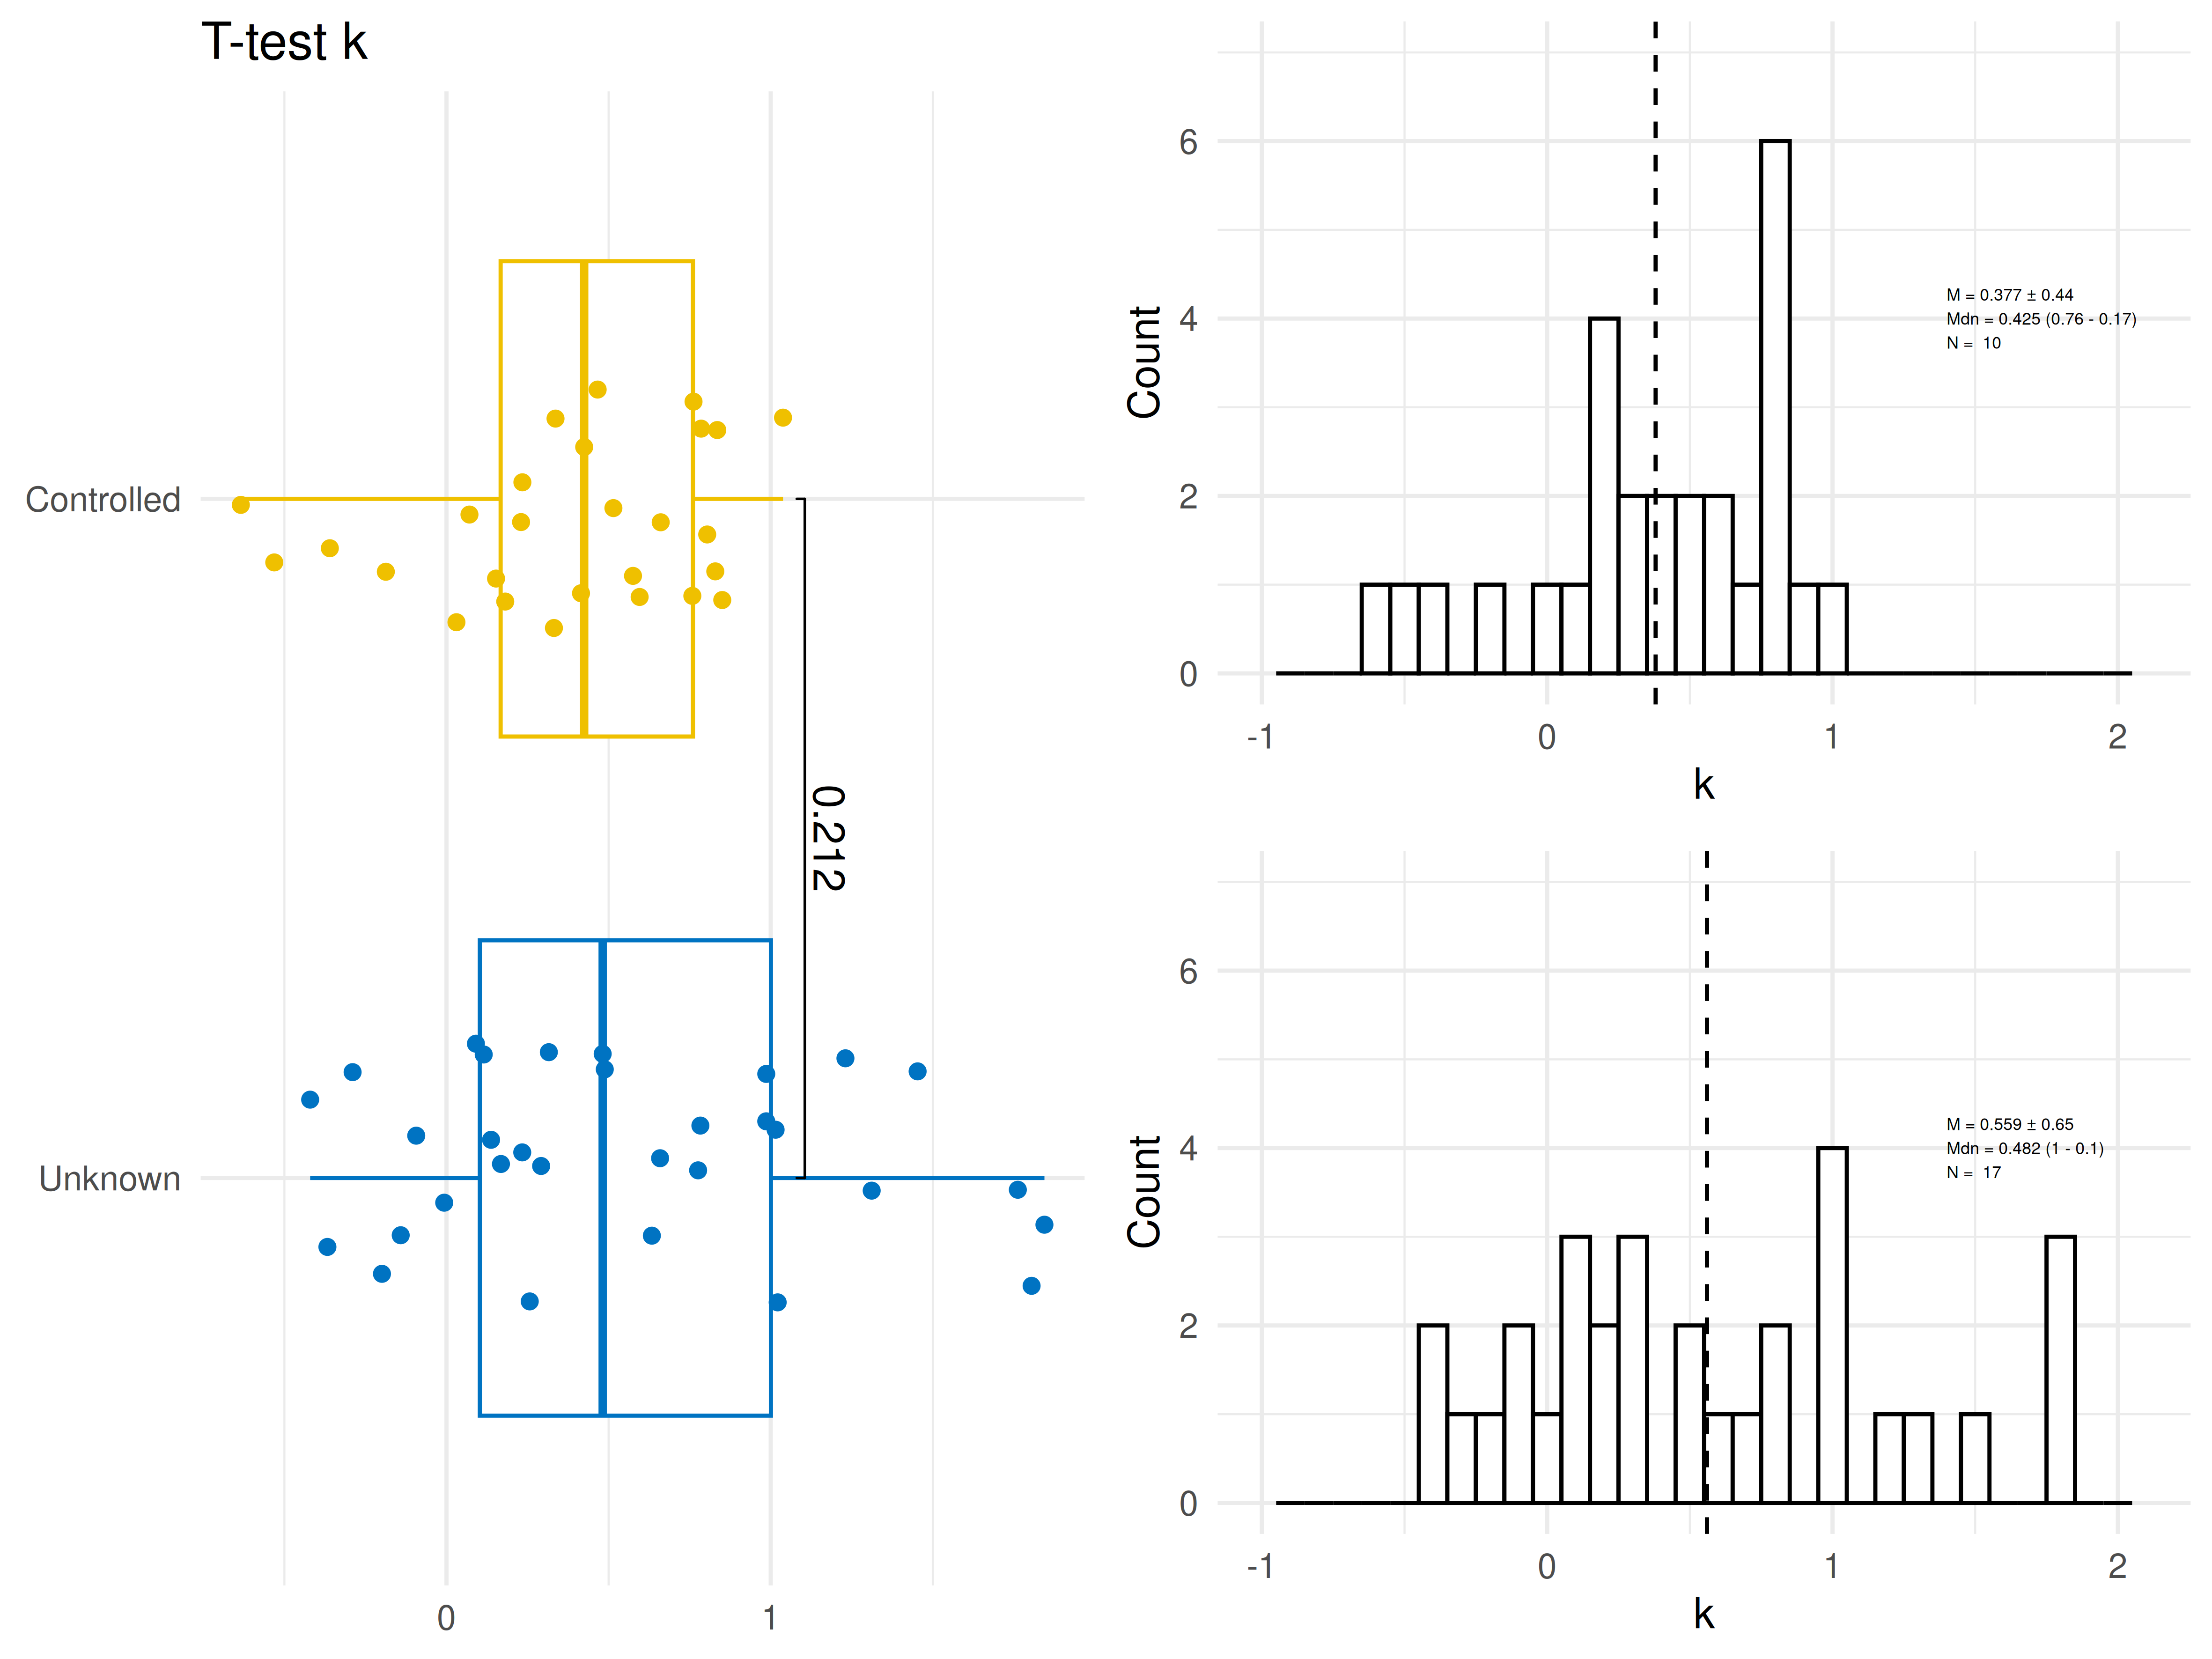 T-test k
Controlled
Unknown
0.212
0 1
Count
6
4
2
0
M = 0.377 ± 0.44
Mdn = 0.425 (0.76 - 0.17)
N =  10
-1 0 1 2
k
Count
6
4
2
0
M = 0.559 ± 0.65
Mdn = 0.482 (1 - 0.1)
N =  17
-1 0 1 2
k